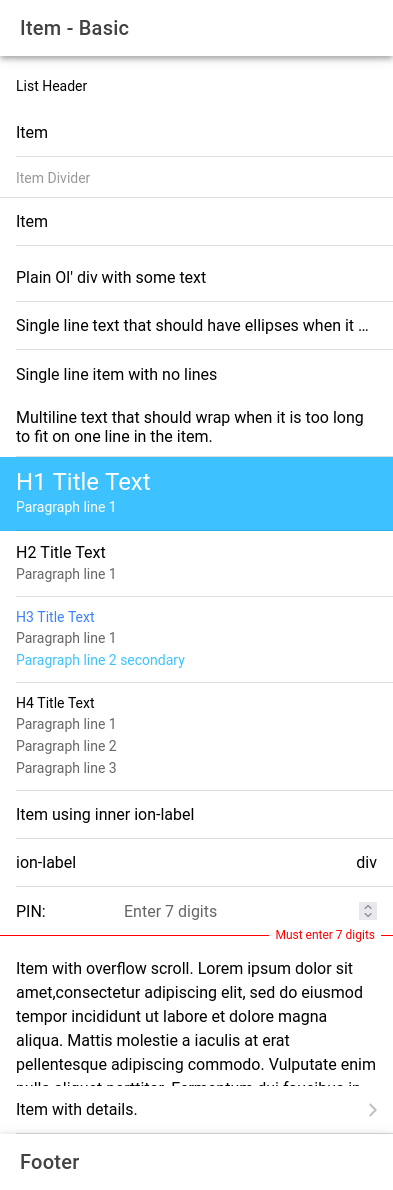 Item - Basic
List Header
Item
Item Divider
Item
Plain Ol' div with some text
Single line text that should have ellipses when it ...
Single line item with no lines
Multiline text that should wrap when it is too long
to fit on one line in the item.
H1 Title Text
Paragraph line 1
H2 Title Text
Paragraph line 1
H3 Title Text
Paragraph line 1
Paragraph line 2 secondary
H4 Title Text
Paragraph line 1
Paragraph line 2
Paragraph line 3
Item using inner ion-label
ion-label div
PIN: Enter 7 digits
Must enter 7 digits
Item with overflow scroll. Lorem ipsum dolor sit
amet,consectetur adipiscing elit, sed do eiusmod
tempor incididunt ut labore et dolore magna
aliqua. Mattis molestie a iaculis at erat
pellentesque adipiscing commodo. Vulputate enim
nulla aliquet porttitor. Fermentum dui faucibus in
Item with details.
Footer